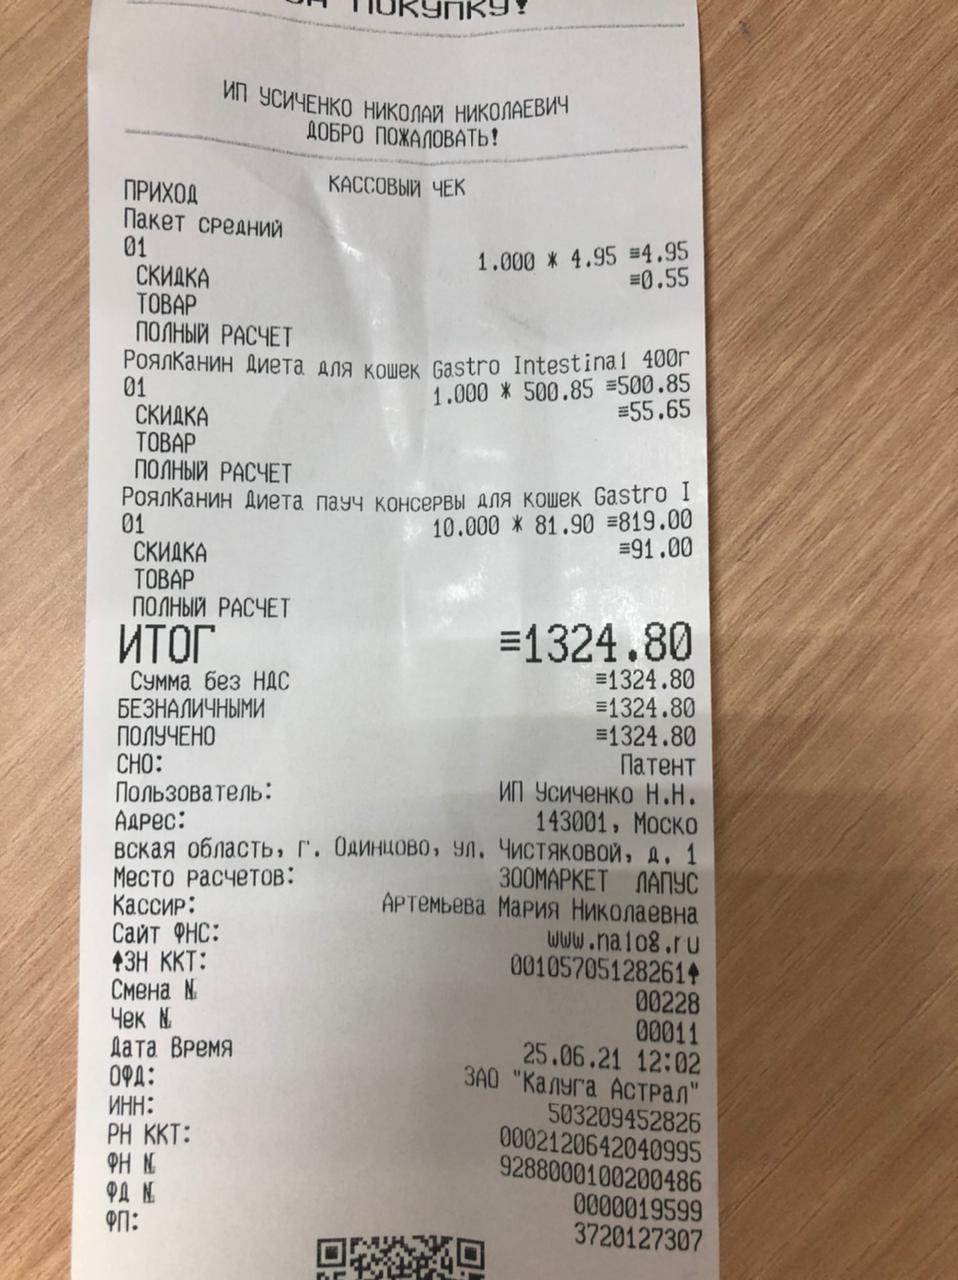 ЗА ПОКУПКУ!
ИП УСИЧЕНКО НИКОЛАЙ НИКОЛАЕВИЧ
ДОБРО ПОЖАЛОВАТЬ!
КАССОВЫЙ ЧЕК
ПРИХОД
Пакет средний
01 1.000 * 4.95 ≡4.95
СКИДКА ≡0.55
ТОВАР
ПОЛНЫЙ РАСЧЕТ
РоялКанин Диета для кошек Gastro Intestinal 400г
01 1.000 * 500.85 ≡500.85
СКИДКА ≡55.65
ТОВАР
ПОЛНЫЙ РАСЧЕТ
РоялКанин Диета пауч консервы для кошек Gastro I
01 10.000 * 81.90 ≡819.00
СКИДКА ≡91.00
ТОВАР
ПОЛНЫЙ РАСЧЕТ
ИТОГ ≡1324.80
Сумма без НДС ≡1324.80
БЕЗНАЛИЧНЫМИ ≡1324.80
ПОЛУЧЕНО ≡1324.80
СНО: Патент
Пользователь: ИП Усиченко Н.Н.
Адрес: 143001, Моско
вская область, г. Одинцово, ул. Чистяковой, д. 1
Место расчетов: ЗООМАРКЕТ ЛАПУС
Кассир: Артемьева Мария Николаевна
Сайт ФНС: www.nalog.ru
↑ЗН ККТ: 00105705128261↑
Смена № 00228
Чек № 00011
Дата Время 25.06.21 12:02
ОФД: ЗАО "Калуга Астрал"
ИНН: 503209452826
РН ККТ: 0002120642040995
ФН № 9288000100200486
ФД № 0000019599
ФП: 3720127307